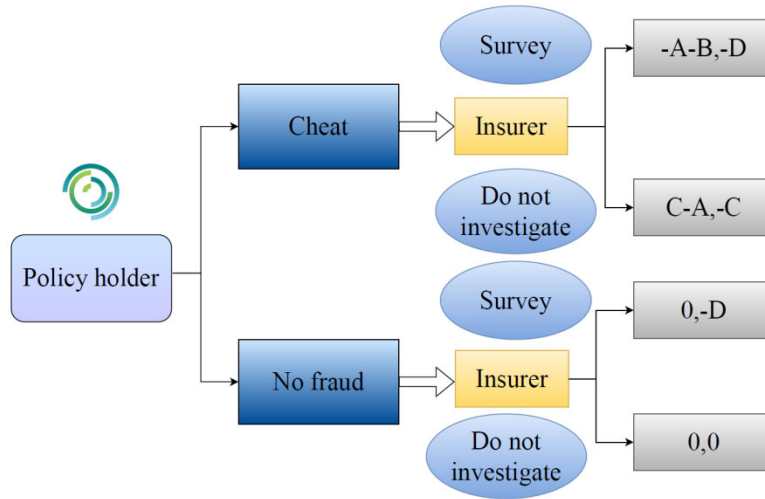 Survey
-A-B,-D
Cheat
Insurer
Do not
investigate
C-A,-C
Policy holder
Survey
0,-D
No fraud
Insurer
Do not
investigate
0,0